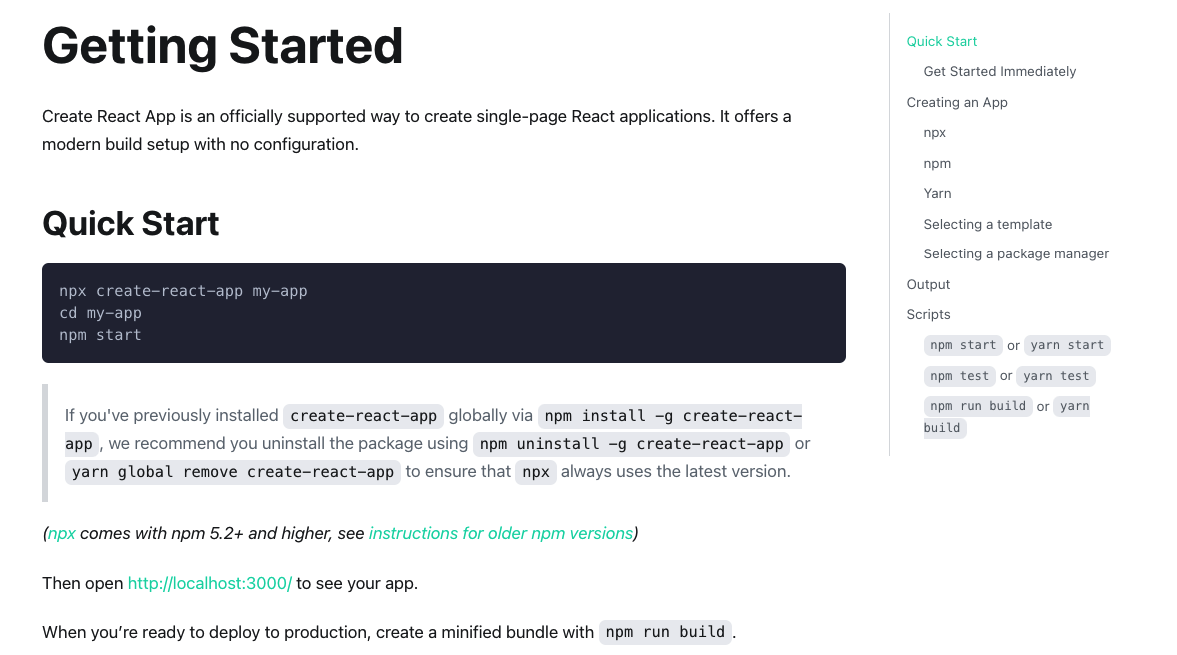 Getting Started
Create React App is an officially supported way to create single-page React applications. It offers a
modern build setup with no configuration.
Quick Start
npx create-react-app my-app
cd my-app
npm start
If you've previously installed create-react-app globally via npm install -g create-react-
app, we recommend you uninstall the package using npm uninstall -g create-react-app or
yarn global remove create-react-app to ensure that npx always uses the latest version.
(npx comes with npm 5.2+ and higher, see instructions for older npm versions)
Then open http://localhost:3000/ to see your app.
When you’re ready to deploy to production, create a minified bundle with npm run build.
Quick Start
Get Started Immediately
Creating an App
npx
npm
Yarn
Selecting a template
Selecting a package manager
Output
Scripts
npm start or yarn start
npm test or yarn test
npm run build or yarn
build